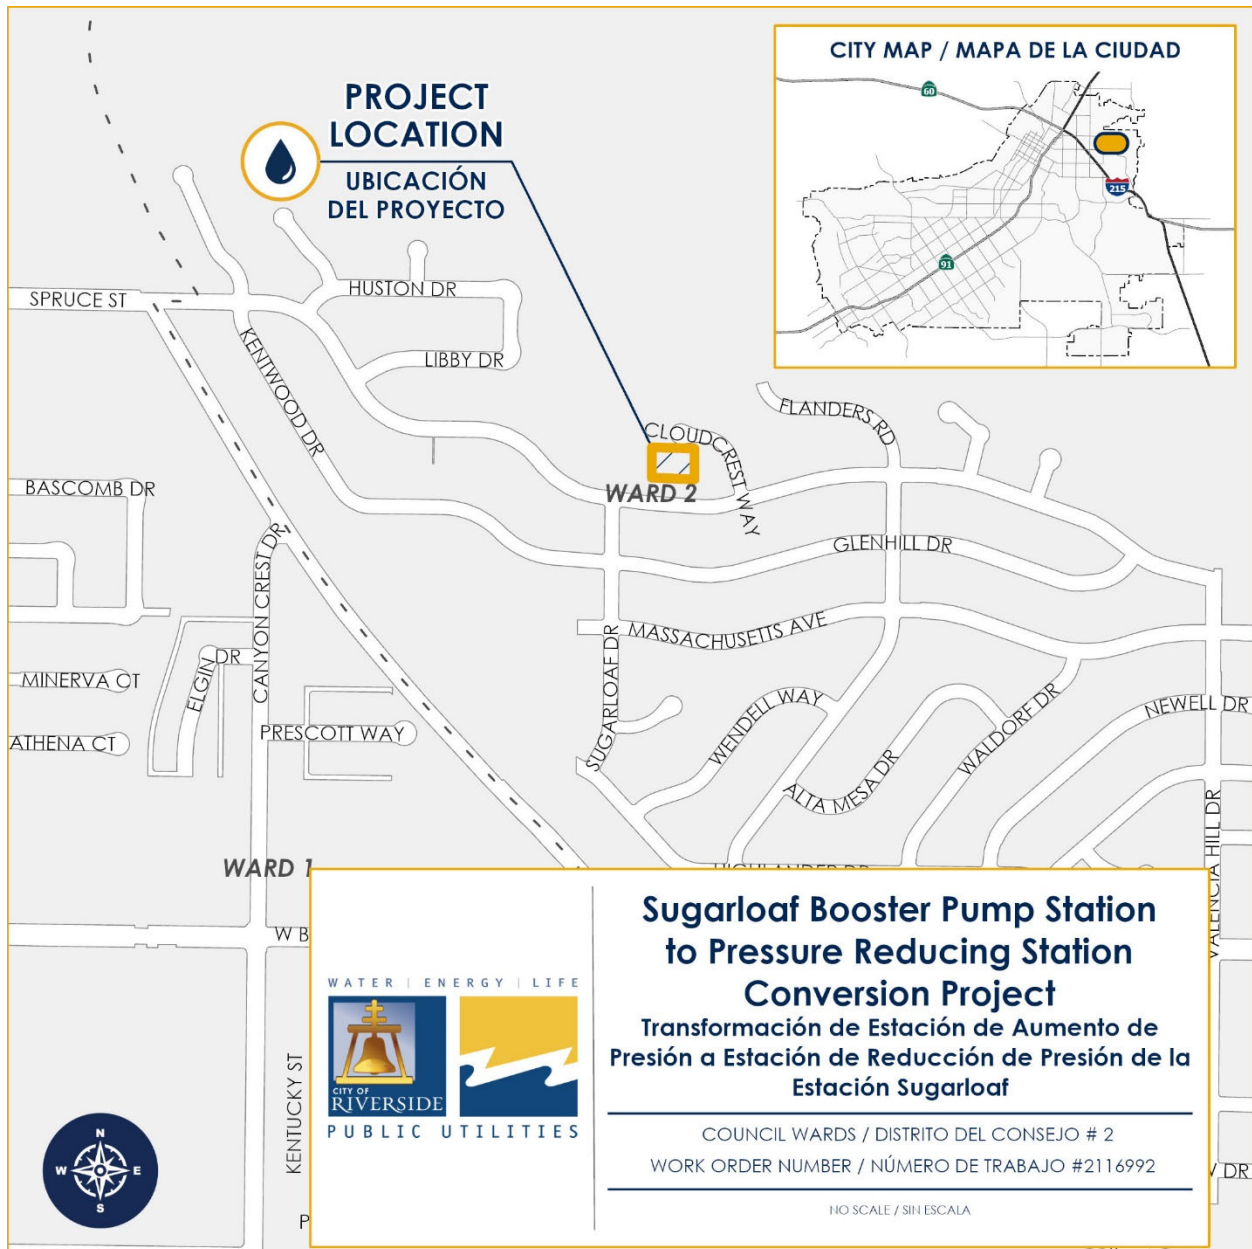 CITY MAP / MAPA DE LA CIUDAD
60
215
91
PROJECT
LOCATION
UBICACIÓN
DEL PROYECTO
SPRUCE ST
HUSTON DR
LIBBY DR
KENTWOOD DR
FLANDERS RD
CLOUDCREST WAY
WARD 2
BASCOMB DR
GLENHILL DR
CANYON CREST DR
MASSACHUSETTS AVE
SUGARLOAF DR
ELGIN DR
MINERVA CT
WENDELL WAY
WALDORF DR
NEWELL DR
PRESCOTT WAY
ATHENA CT
ALTA MESA DR
VALENCIA HILL DR
HIGHLANDER DR
WARD 1
W B
KENTUCKY ST
P
DR
N
W E
S
WATER | ENERGY | LIFE
CITY OF
RIVERSIDE
PUBLIC UTILITIES
Sugarloaf Booster Pump Station
to Pressure Reducing Station
Conversion Project
Transformación de Estación de Aumento de
Presión a Estación de Reducción de Presión de la
Estación Sugarloaf
COUNCIL WARDS / DISTRITO DEL CONSEJO # 2
WORK ORDER NUMBER / NÚMERO DE TRABAJO #2116992
NO SCALE / SIN ESCALA